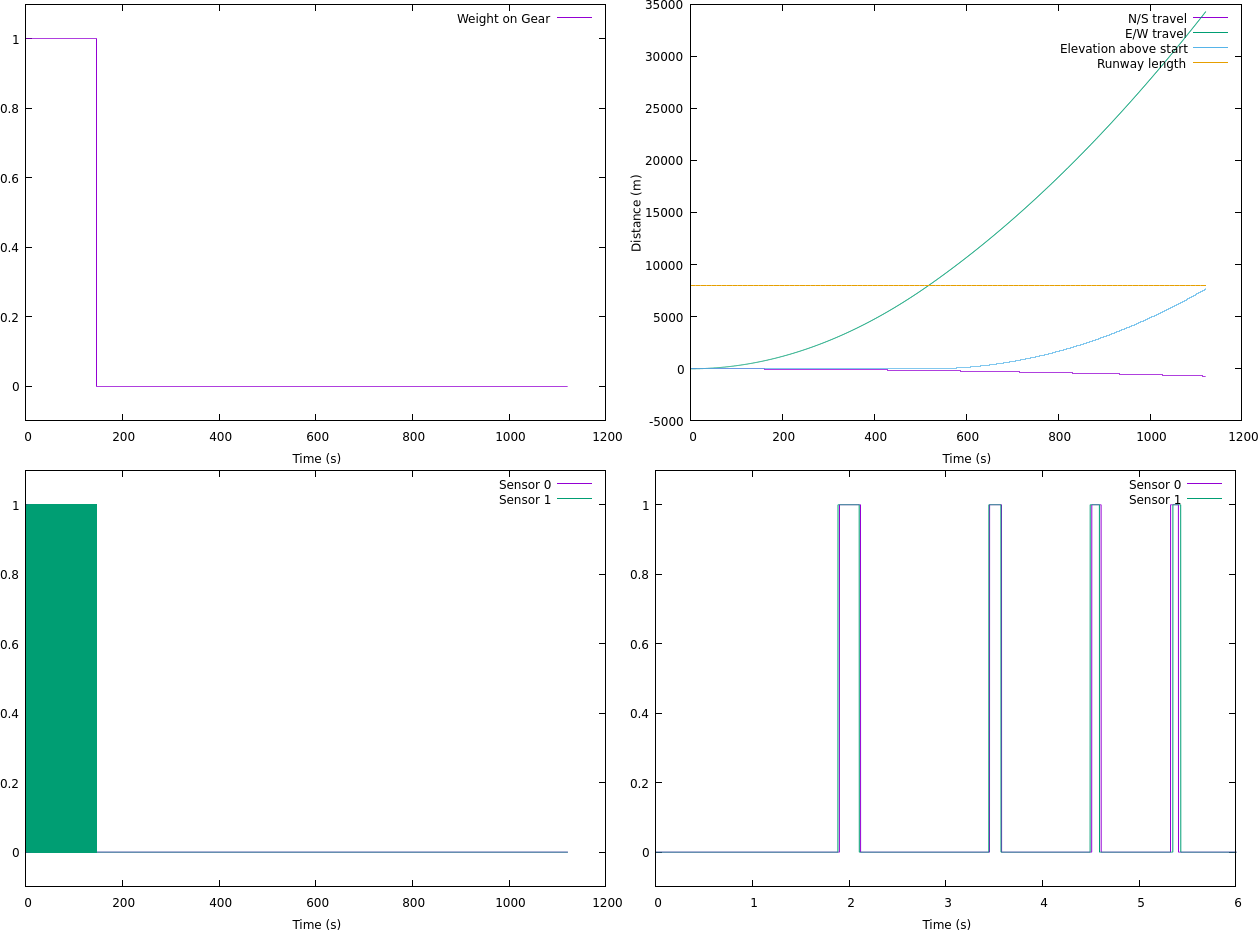 Weight on Gear
1
0.8
0.6
0.4
0.2
0
0 200 400 600 800 1000 1200
Time (s)
N/S travel
E/W travel
Elevation above start
Runway length
35000
30000
25000
20000
15000
10000
5000
0
-5000
Distance (m)
0 200 400 600 800 1000 1200
Time (s)
Sensor 0
Sensor 1
1
0.8
0.6
0.4
0.2
0
0 200 400 600 800 1000 1200
Time (s)
Sensor 0
Sensor 1
1
0.8
0.6
0.4
0.2
0
0 1 2 3 4 5 6
Time (s)